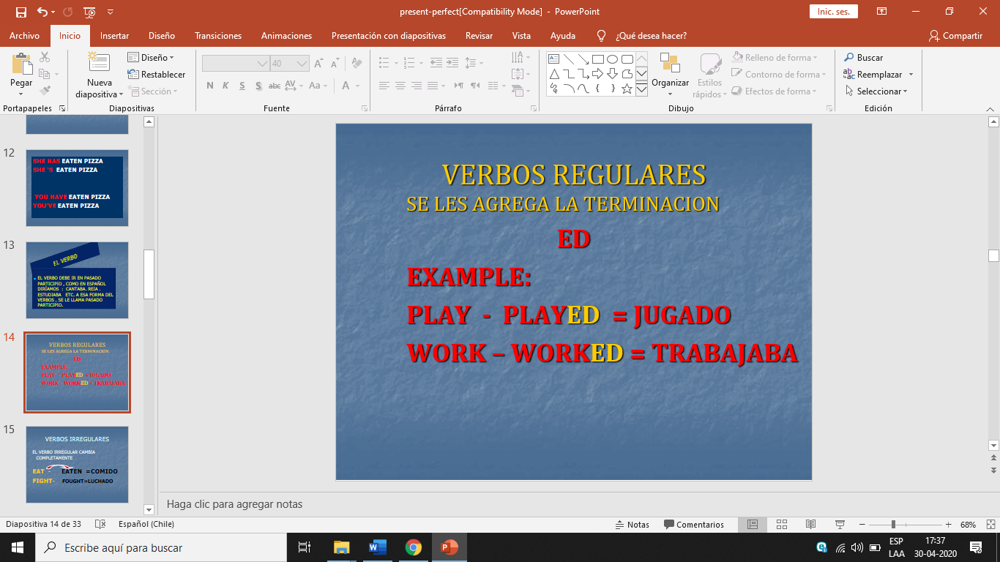 present-perfect[Compatibility Mode] - PowerPoint
Inic. ses.
Archivo Inicio Insertar Diseño Transiciones Animaciones Presentación con diapositivas Revisar Vista Ayuda ¿Qué desea hacer? Compartir
Pegar
Nueva diapositiva
Diseño
Restablecer
Sección
40
N K S S abc AV Aa A
Organizar
Estilos rápidos
Relleno de forma
Contorno de forma
Efectos de forma
Buscar
Reemplazar
Seleccionar
Portapapeles Diapositivas Fuente Párrafo Dibujo Edición
12
SHE HAS EATEN PIZZA
SHE 'S EATEN PIZZA
YOU HAVE EATEN PIZZA
YOU'VE EATEN PIZZA
13
EL VERBO
EL VERBO DEBE IR EN PASADO
PARTICIPIO , COMO EN ESPAÑOL
DIRÍAMOS : CANTABA. REIA .
ESTUDIABA ETC. A ESA FORMA DEL
VERBOS , SE LE LLAMA PASADO
PARTICIPIO.
14
VERBOS REGULARES
SE LES AGREGA LA TERMINACION
ED
EXAMPLE:
PLAY - PLAYED = JUGADO
WORK – WORKED = TRABAJABA
15
VERBOS IRREGULARES
EL VERBO IRREGULAR CAMBIA
COMPLETAMENTE
EAT - EATEN =COMIDO
FIGHT- FOUGHT=LUCHADO
VERBOS REGULARES
SE LES AGREGA LA TERMINACION
ED
EXAMPLE:
PLAY - PLAYED = JUGADO
WORK – WORKED = TRABAJABA
Haga clic para agregar notas
Diapositiva 14 de 33 Español (Chile) Notas Comentarios 68%
Escribe aquí para buscar
ESP 17:37
LAA 30-04-2020